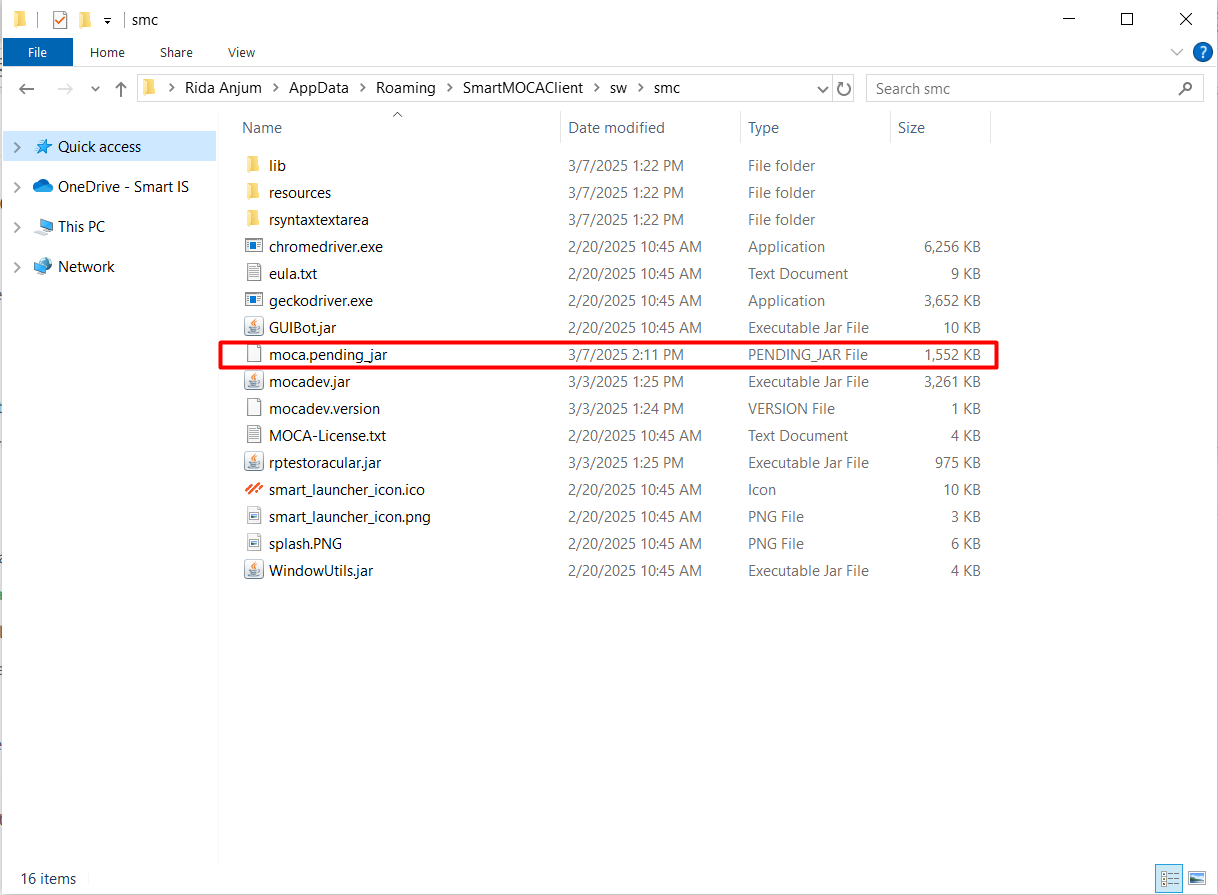 smc
File Home Share View
Rida Anjum AppData Roaming SmartMOCAClient sw smc Search smc
Name Date modified Type Size
Quick access
OneDrive - Smart IS
This PC
Network
lib 3/7/2025 1:22 PM File folder
resources 3/7/2025 1:22 PM File folder
rsyntaxtextarea 3/7/2025 1:22 PM File folder
chromedriver.exe 2/20/2025 10:45 AM Application 6,256 KB
eula.txt 2/20/2025 10:45 AM Text Document 9 KB
geckodriver.exe 2/20/2025 10:45 AM Application 3,652 KB
GUIBot.jar 2/20/2025 10:45 AM Executable Jar File 10 KB
moca.pending_jar 3/7/2025 2:11 PM PENDING_JAR File 1,552 KB
mocadev.jar 3/3/2025 1:25 PM Executable Jar File 3,261 KB
mocadev.version 3/3/2025 1:24 PM VERSION File 1 KB
MOCA-License.txt 2/20/2025 10:45 AM Text Document 4 KB
rptestoracular.jar 3/3/2025 1:25 PM Executable Jar File 975 KB
smart_launcher_icon.ico 2/20/2025 10:45 AM Icon 10 KB
smart_launcher_icon.png 2/20/2025 10:45 AM PNG File 3 KB
splash.PNG 2/20/2025 10:45 AM PNG File 6 KB
WindowUtils.jar 2/20/2025 10:45 AM Executable Jar File 4 KB
16 items